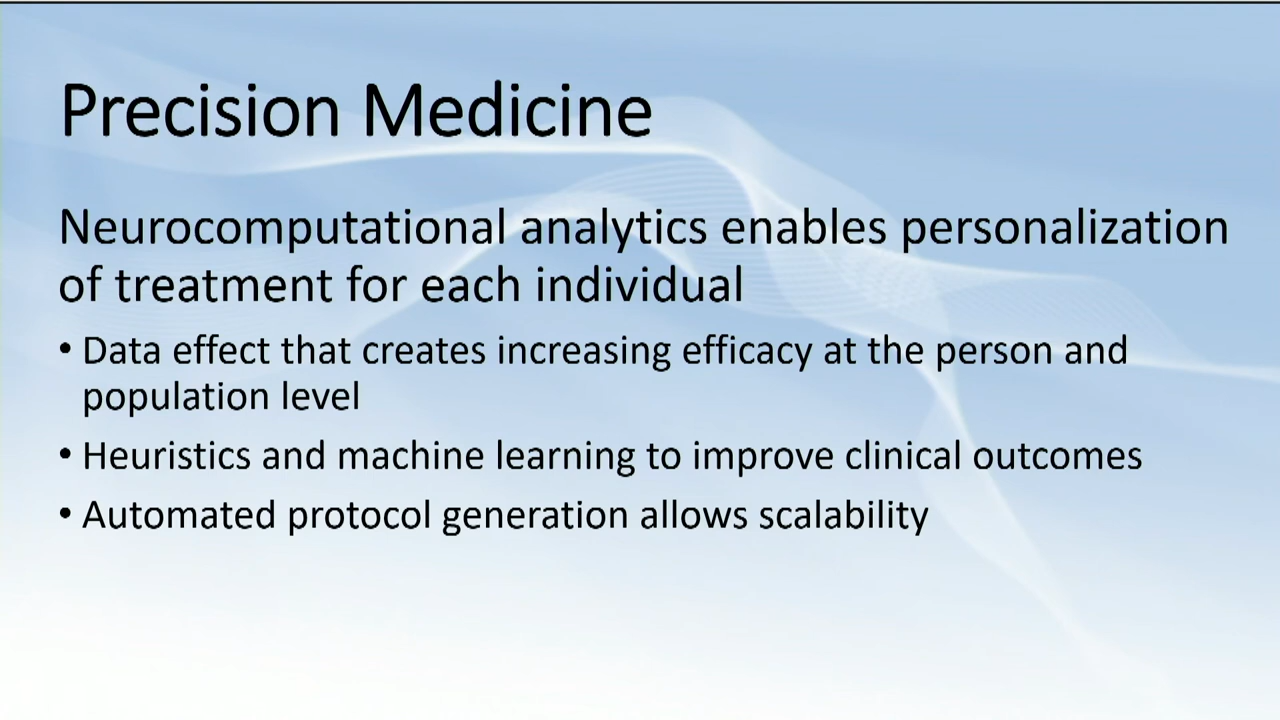 Precision Medicine
Neurocomputational analytics enables personalization
of treatment for each individual
• Data effect that creates increasing efficacy at the person and
population level
• Heuristics and machine learning to improve clinical outcomes
• Automated protocol generation allows scalability